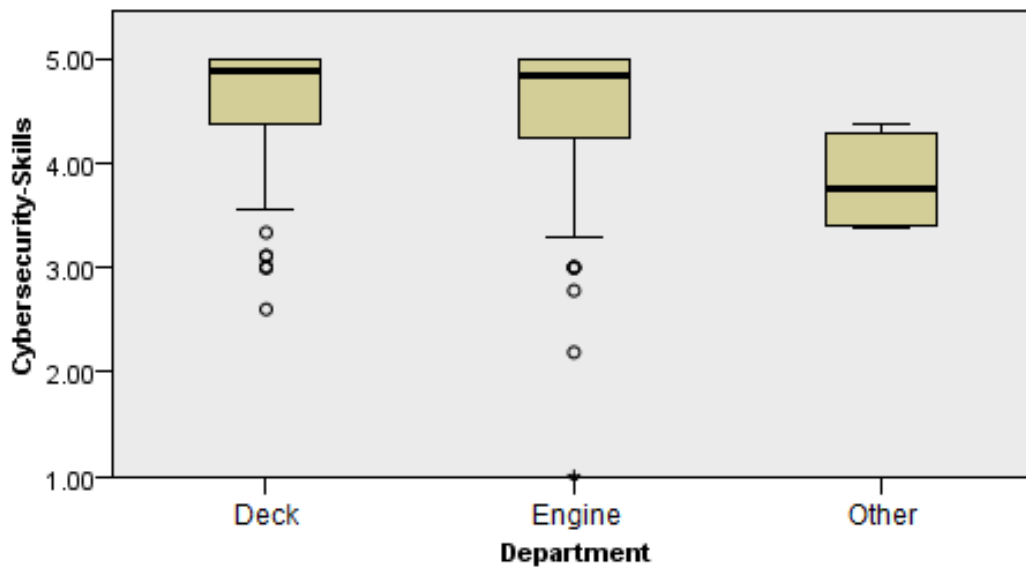 Cybersecurity-Skills
5.00
4.00
3.00
2.00
1.00
Deck
Engine
Other
Department